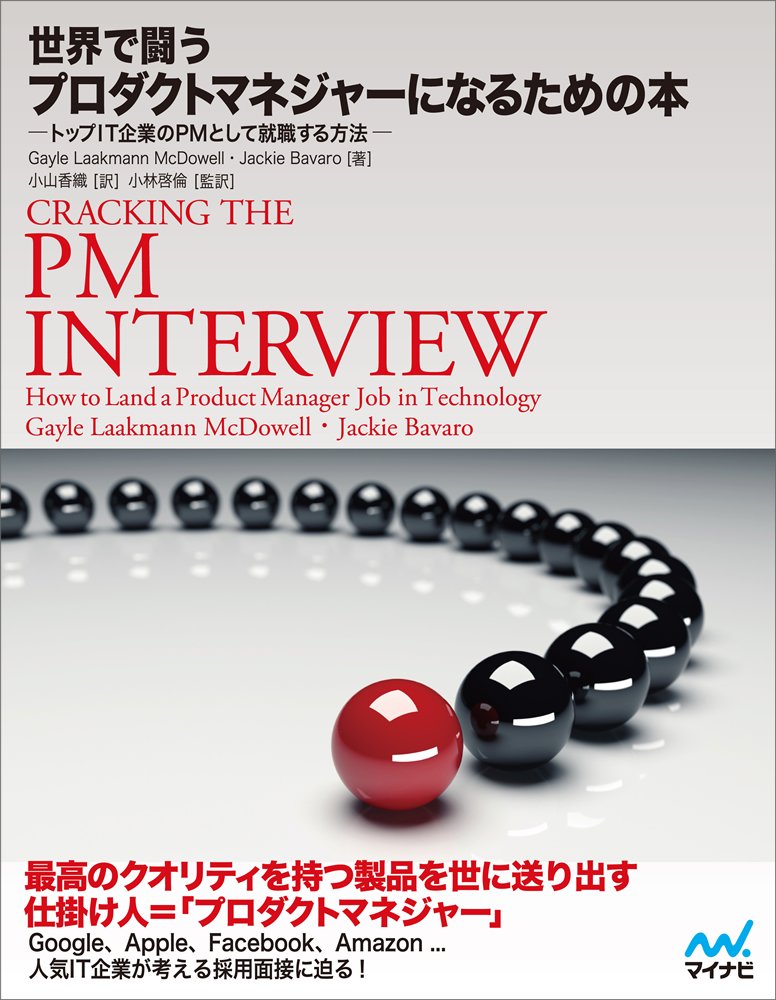 世界で闘う
プロダクトマネジャーになるための本
―トップIT企業のPMとして就職する方法―
Gayle Laakmann McDowell・Jackie Bavaro [著]
小山香織 [訳] 小林啓倫 [監訳]
CRACKING THE
PM
INTERVIEW
How to Land a Product Manager Job in Technology
Gayle Laakmann McDowell・Jackie Bavaro
最高のクオリティを持つ製品を世に送り出す
仕掛け人＝「プロダクトマネジャー」
Google、Apple、Facebook、Amazon ...
人気IT企業が考える採用面接に迫る！
マイナビ